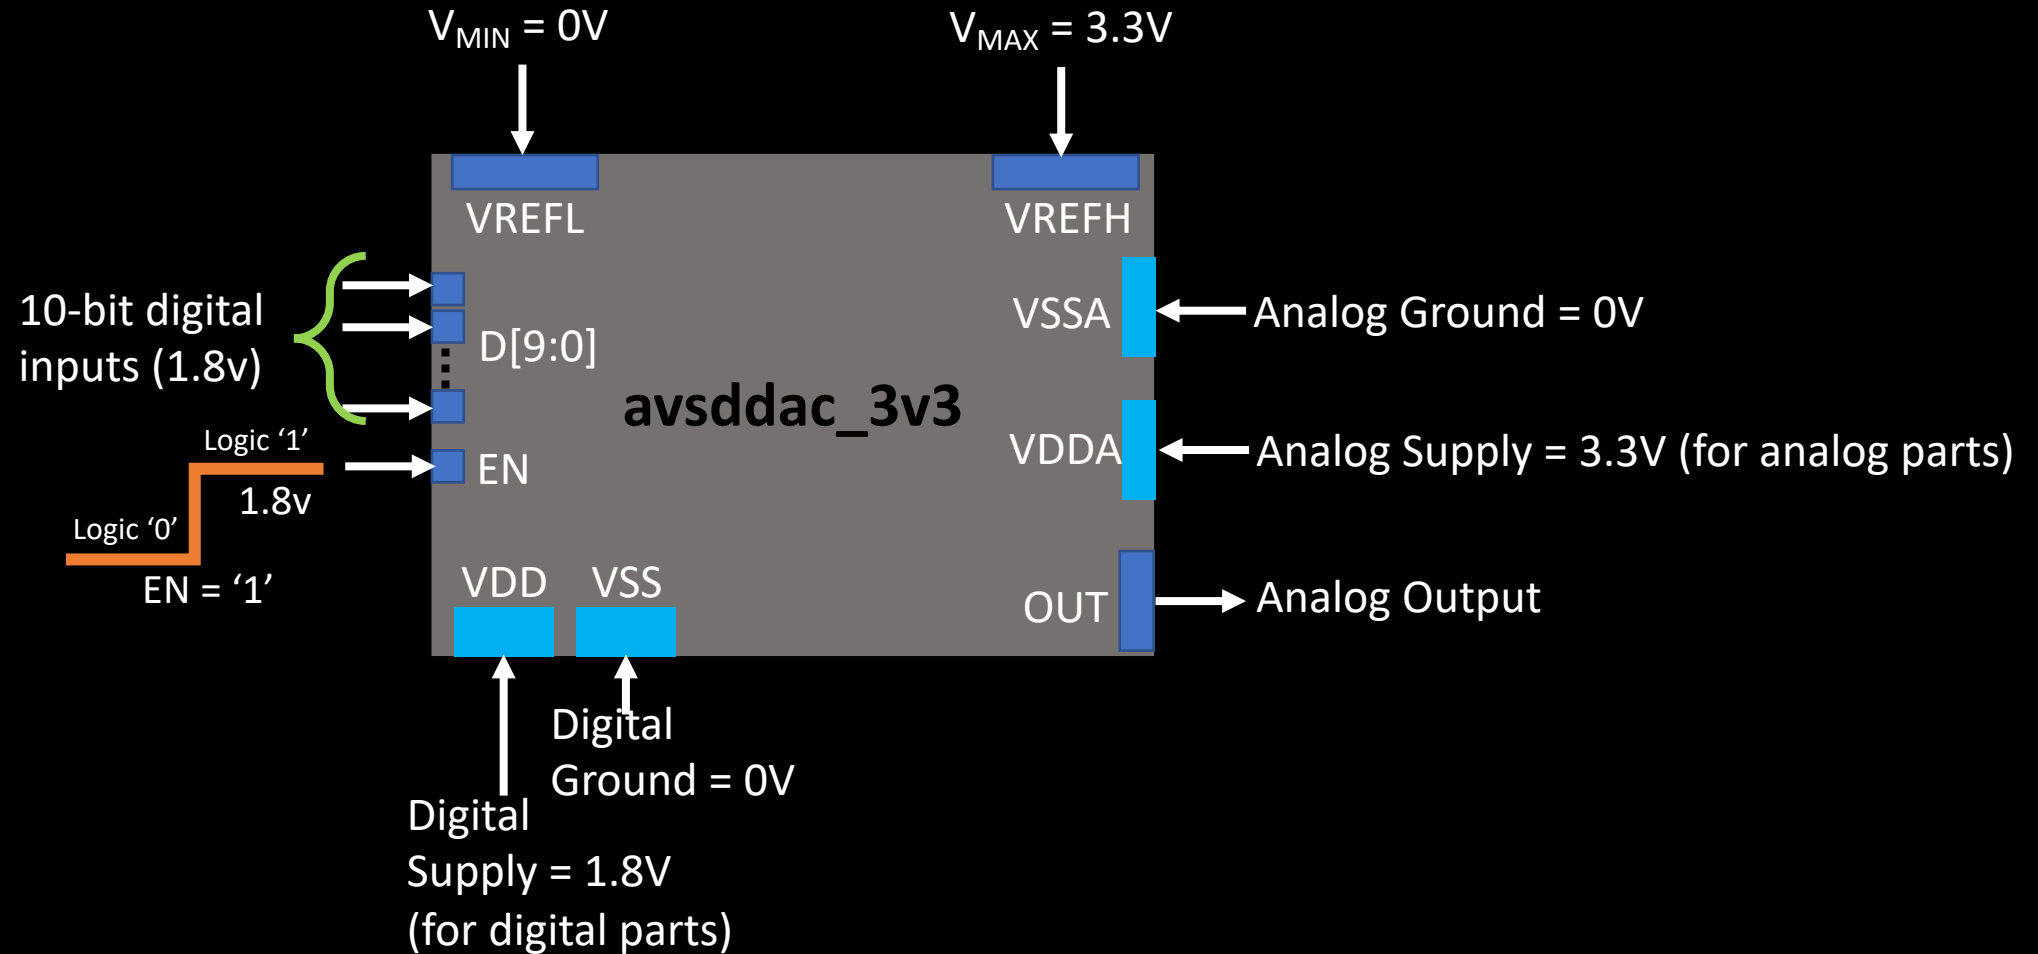 V_MIN = 0V
V_MAX = 3.3V
VREFL
VREFH
10-bit digital
inputs (1.8v)
D[9:0]
VSSA
Analog Ground = 0V
avsddac_3v3
VDDA
Analog Supply = 3.3V (for analog parts)
Logic ‘1’
1.8v
EN
Logic ‘0’
EN = ‘1’
VDD
VSS
OUT
Analog Output
Digital
Ground = 0V
Digital
Supply = 1.8V
(for digital parts)